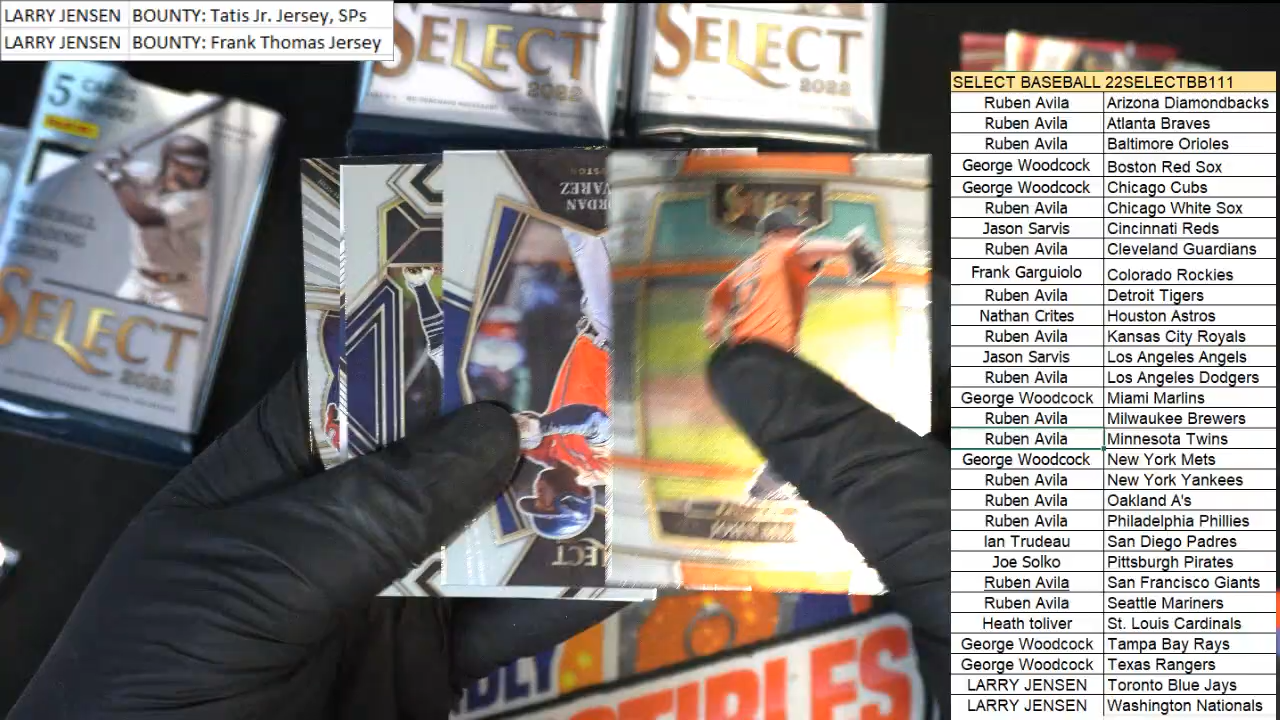 LARRY JENSEN BOUNTY: Tatis Jr. Jersey, SPs
LARRY JENSEN BOUNTY: Frank Thomas Jersey
SELECT
2022
SELECT
2022
5 CARDS
SELECT
2022
VAREZ
SELECT
SELECT BASEBALL 22SELECTBB111
Ruben Avila Arizona Diamondbacks
Ruben Avila Atlanta Braves
Ruben Avila Baltimore Orioles
George Woodcock Boston Red Sox
George Woodcock Chicago Cubs
Ruben Avila Chicago White Sox
Jason Sarvis Cincinnati Reds
Ruben Avila Cleveland Guardians
Frank Garguiolo Colorado Rockies
Ruben Avila Detroit Tigers
Nathan Crites Houston Astros
Ruben Avila Kansas City Royals
Jason Sarvis Los Angeles Angels
Ruben Avila Los Angeles Dodgers
George Woodcock Miami Marlins
Ruben Avila Milwaukee Brewers
Ruben Avila Minnesota Twins
George Woodcock New York Mets
Ruben Avila New York Yankees
Ruben Avila Oakland A's
Ruben Avila Philadelphia Phillies
Ian Trudeau San Diego Padres
Joe Solko Pittsburgh Pirates
Ruben Avila San Francisco Giants
Ruben Avila Seattle Mariners
Heath toliver St. Louis Cardinals
George Woodcock Tampa Bay Rays
George Woodcock Texas Rangers
LARRY JENSEN Toronto Blue Jays
LARRY JENSEN Washington Nationals